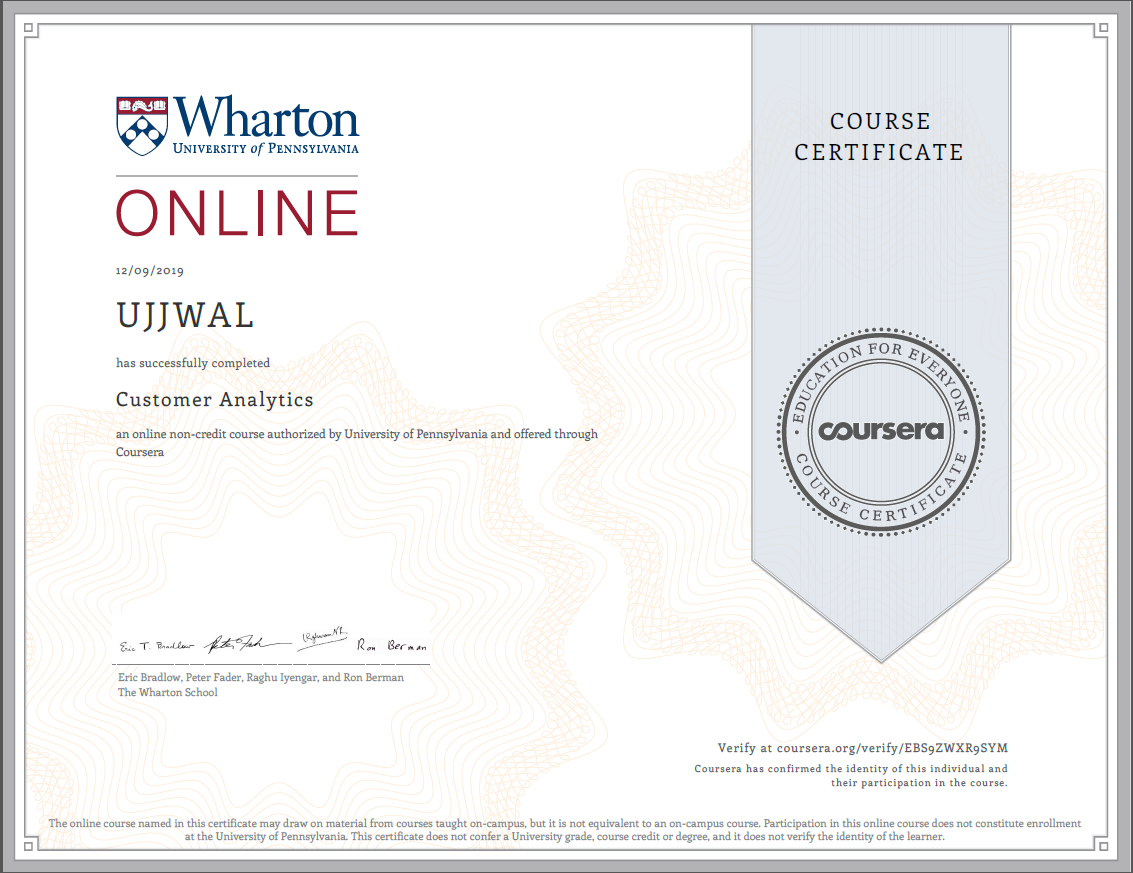 Wharton
UNIVERSITY of PENNSYLVANIA
ONLINE
12/09/2019
UJJWAL
has successfully completed
Customer Analytics
an online non-credit course authorized by University of Pennsylvania and offered through
Coursera
Eric T. Bradlow
Ron Berman
Eric Bradlow, Peter Fader, Raghu Iyengar, and Ron Berman
The Wharton School
COURSE
CERTIFICATE
EDUCATION FOR EVERYONE
coursera
COURSE CERTIFICATE
Verify at coursera.org/verify/EBS9ZWXR9SYM
Coursera has confirmed the identity of this individual and
their participation in the course.
The online course named in this certificate may draw on material from courses taught on-campus, but it is not equivalent to an on-campus course. Participation in this online course does not constitute enrollment
at the University of Pennsylvania. This certificate does not confer a University grade, course credit or degree, and it does not verify the identity of the learner.